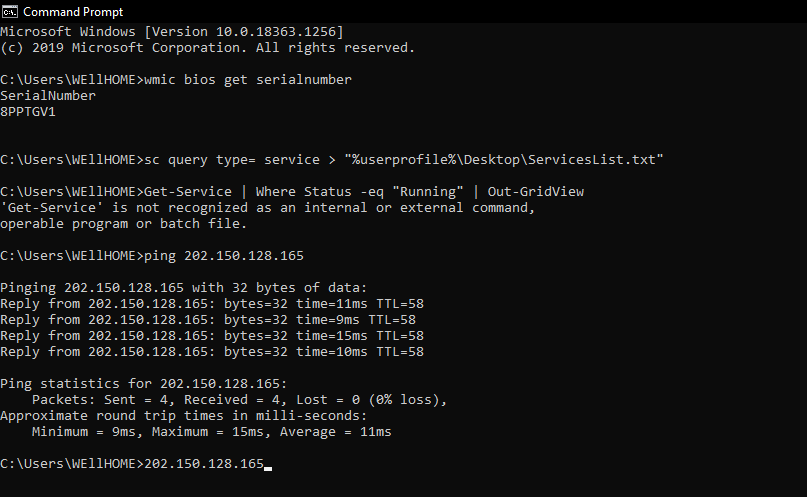 Command Prompt
Microsoft Windows [Version 10.0.18363.1256]
(c) 2019 Microsoft Corporation. All rights reserved.
C:\Users\WEllHOME>wmic bios get serialnumber
SerialNumber
8PPTGV1
C:\Users\WEllHOME>sc query type= service > "%userprofile%\Desktop\ServicesList.txt"
C:\Users\WEllHOME>Get-Service | Where Status -eq "Running" | Out-GridView
'Get-Service' is not recognized as an internal or external command,
operable program or batch file.
C:\Users\WEllHOME>ping 202.150.128.165
Pinging 202.150.128.165 with 32 bytes of data:
Reply from 202.150.128.165: bytes=32 time=11ms TTL=58
Reply from 202.150.128.165: bytes=32 time=9ms TTL=58
Reply from 202.150.128.165: bytes=32 time=15ms TTL=58
Reply from 202.150.128.165: bytes=32 time=10ms TTL=58
Ping statistics for 202.150.128.165:
    Packets: Sent = 4, Received = 4, Lost = 0 (0% loss),
Approximate round trip times in milli-seconds:
    Minimum = 9ms, Maximum = 15ms, Average = 11ms
C:\Users\WEllHOME>202.150.128.165